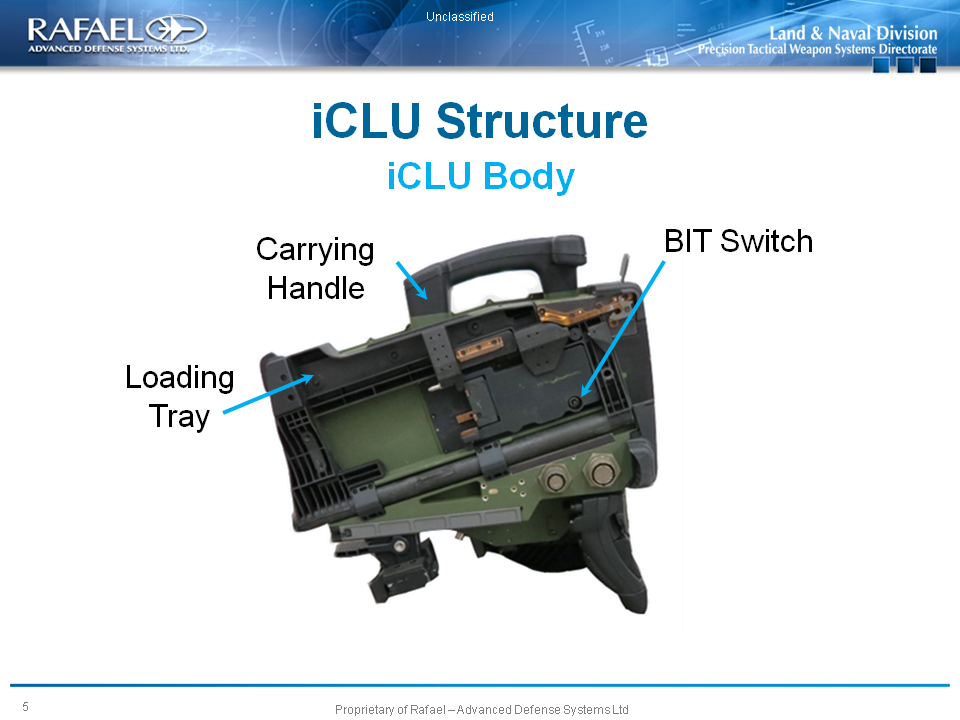 Unclassified
RAFAEL
ADVANCED DEFENSE SYSTEMS LTD.
Land & Naval Division
Precision Tactical Weapon Systems Directorate
iCLU Structure
iCLU Body
Carrying
Handle
BIT Switch
Loading
Tray
5
Proprietary of Rafael – Advanced Defense Systems Ltd